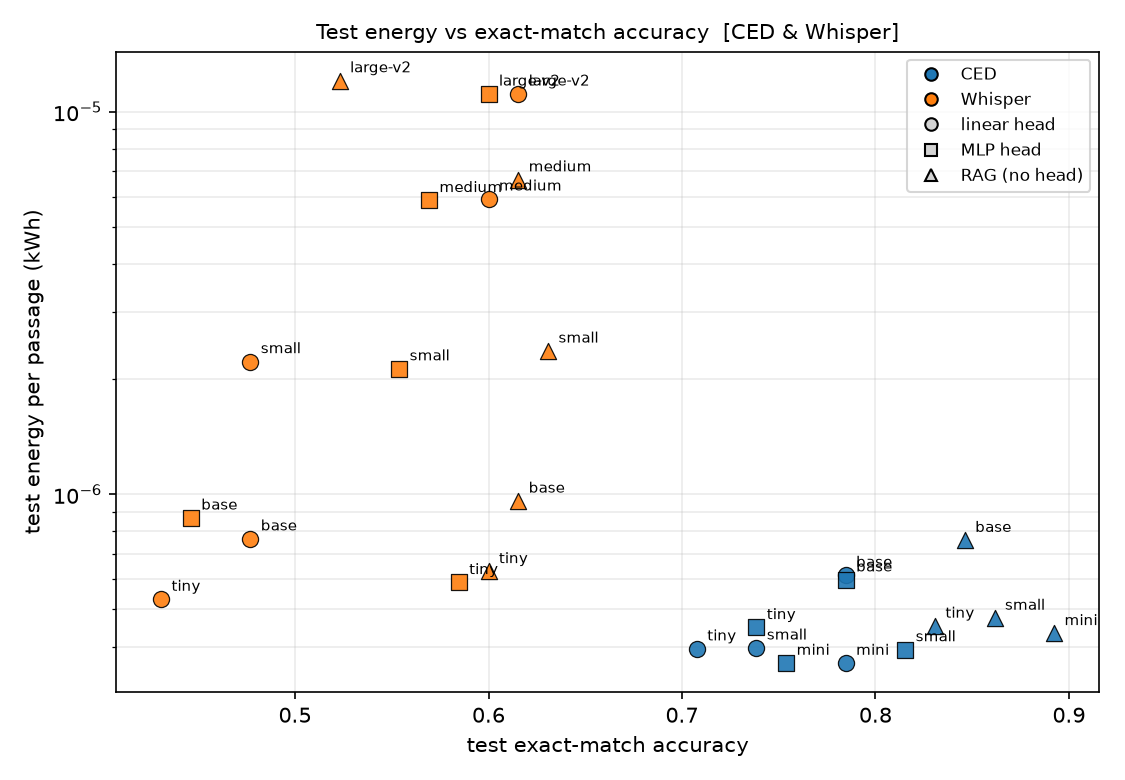 Test energy vs exact-match accuracy  [CED & Whisper]
large-v2
large-v2
large-v2
CED
Whisper
linear head
MLP head
RAG (no head)
10⁻⁵
medium
medium
medium
test energy per passage (kWh)
small
small
small
10⁻⁶
base
base
base
base
base
base
tiny
tiny
tiny
tiny
tiny
tiny
small
small
small
mini
mini
mini
0.5
0.6
0.7
0.8
0.9
test exact-match accuracy